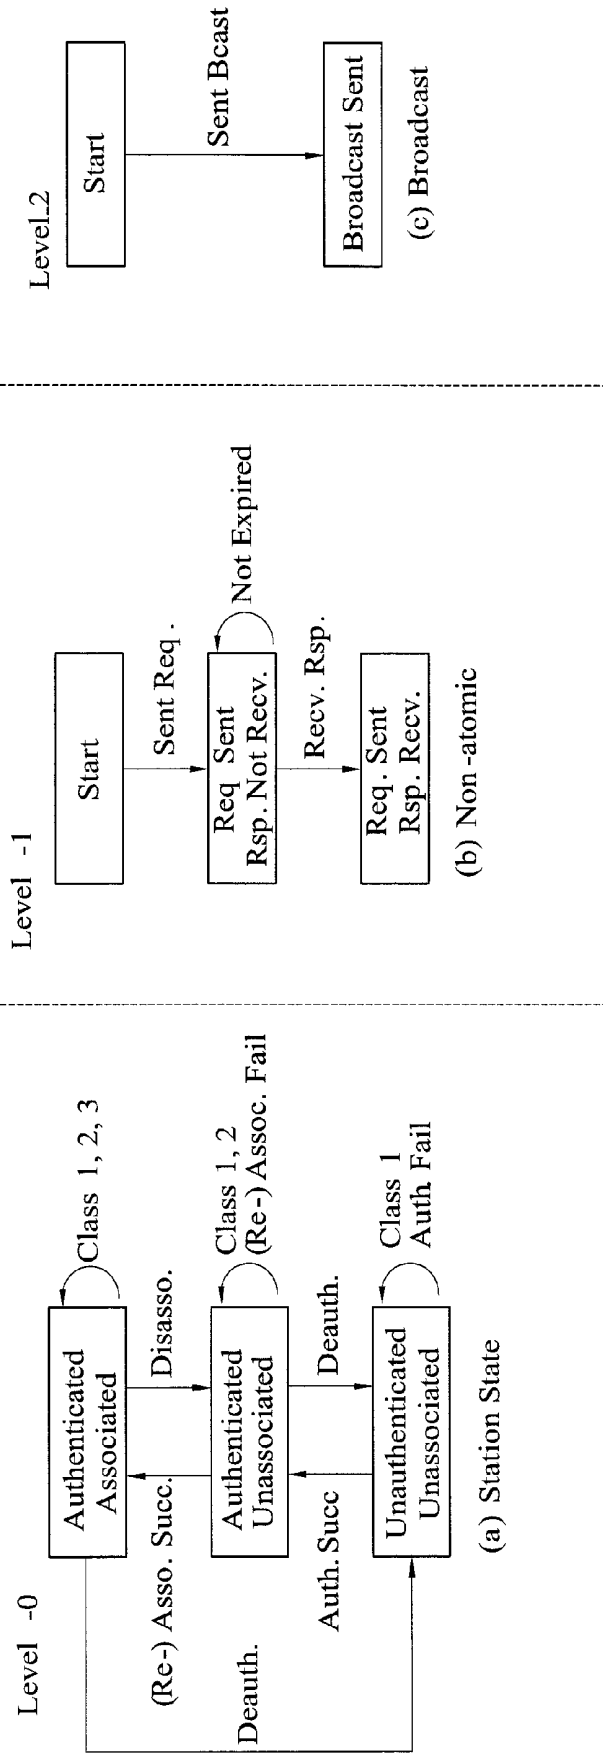 Level -0
Authenticated
Associated
Class 1, 2, 3
(Re-) Asso. Succ.
Disasso.
Deauth.
Authenticated
Unassociated
Class 1, 2
(Re-) Assoc. Fail
Auth. Succ
Deauth.
Unauthenticated
Unassociated
Class 1
Auth. Fail
(a) Station State
Level -1
Start
Sent Req.
Req Sent
Rsp. Not Recv.
Not Expired
Recv. Rsp.
Req. Sent
Rsp. Recv.
(b) Non-atomic
Level.2
Start
Sent Bcast
Broadcast Sent
(c) Broadcast